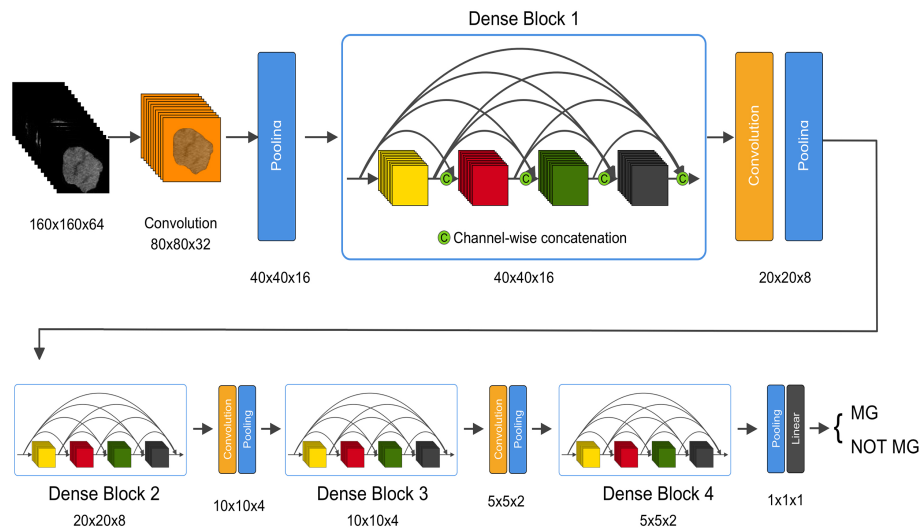 Dense Block 1
160x160x64
Convolution
80x80x32
Pooling
40x40x16
C
C
C
C
C Channel-wise concatenation
40x40x16
Convolution
Pooling
20x20x8
Dense Block 2
20x20x8
Convolution
Pooling
10x10x4
Dense Block 3
10x10x4
Convolution
Pooling
5x5x2
Dense Block 4
5x5x2
Pooling
Linear
1x1x1
MG
NOT MG